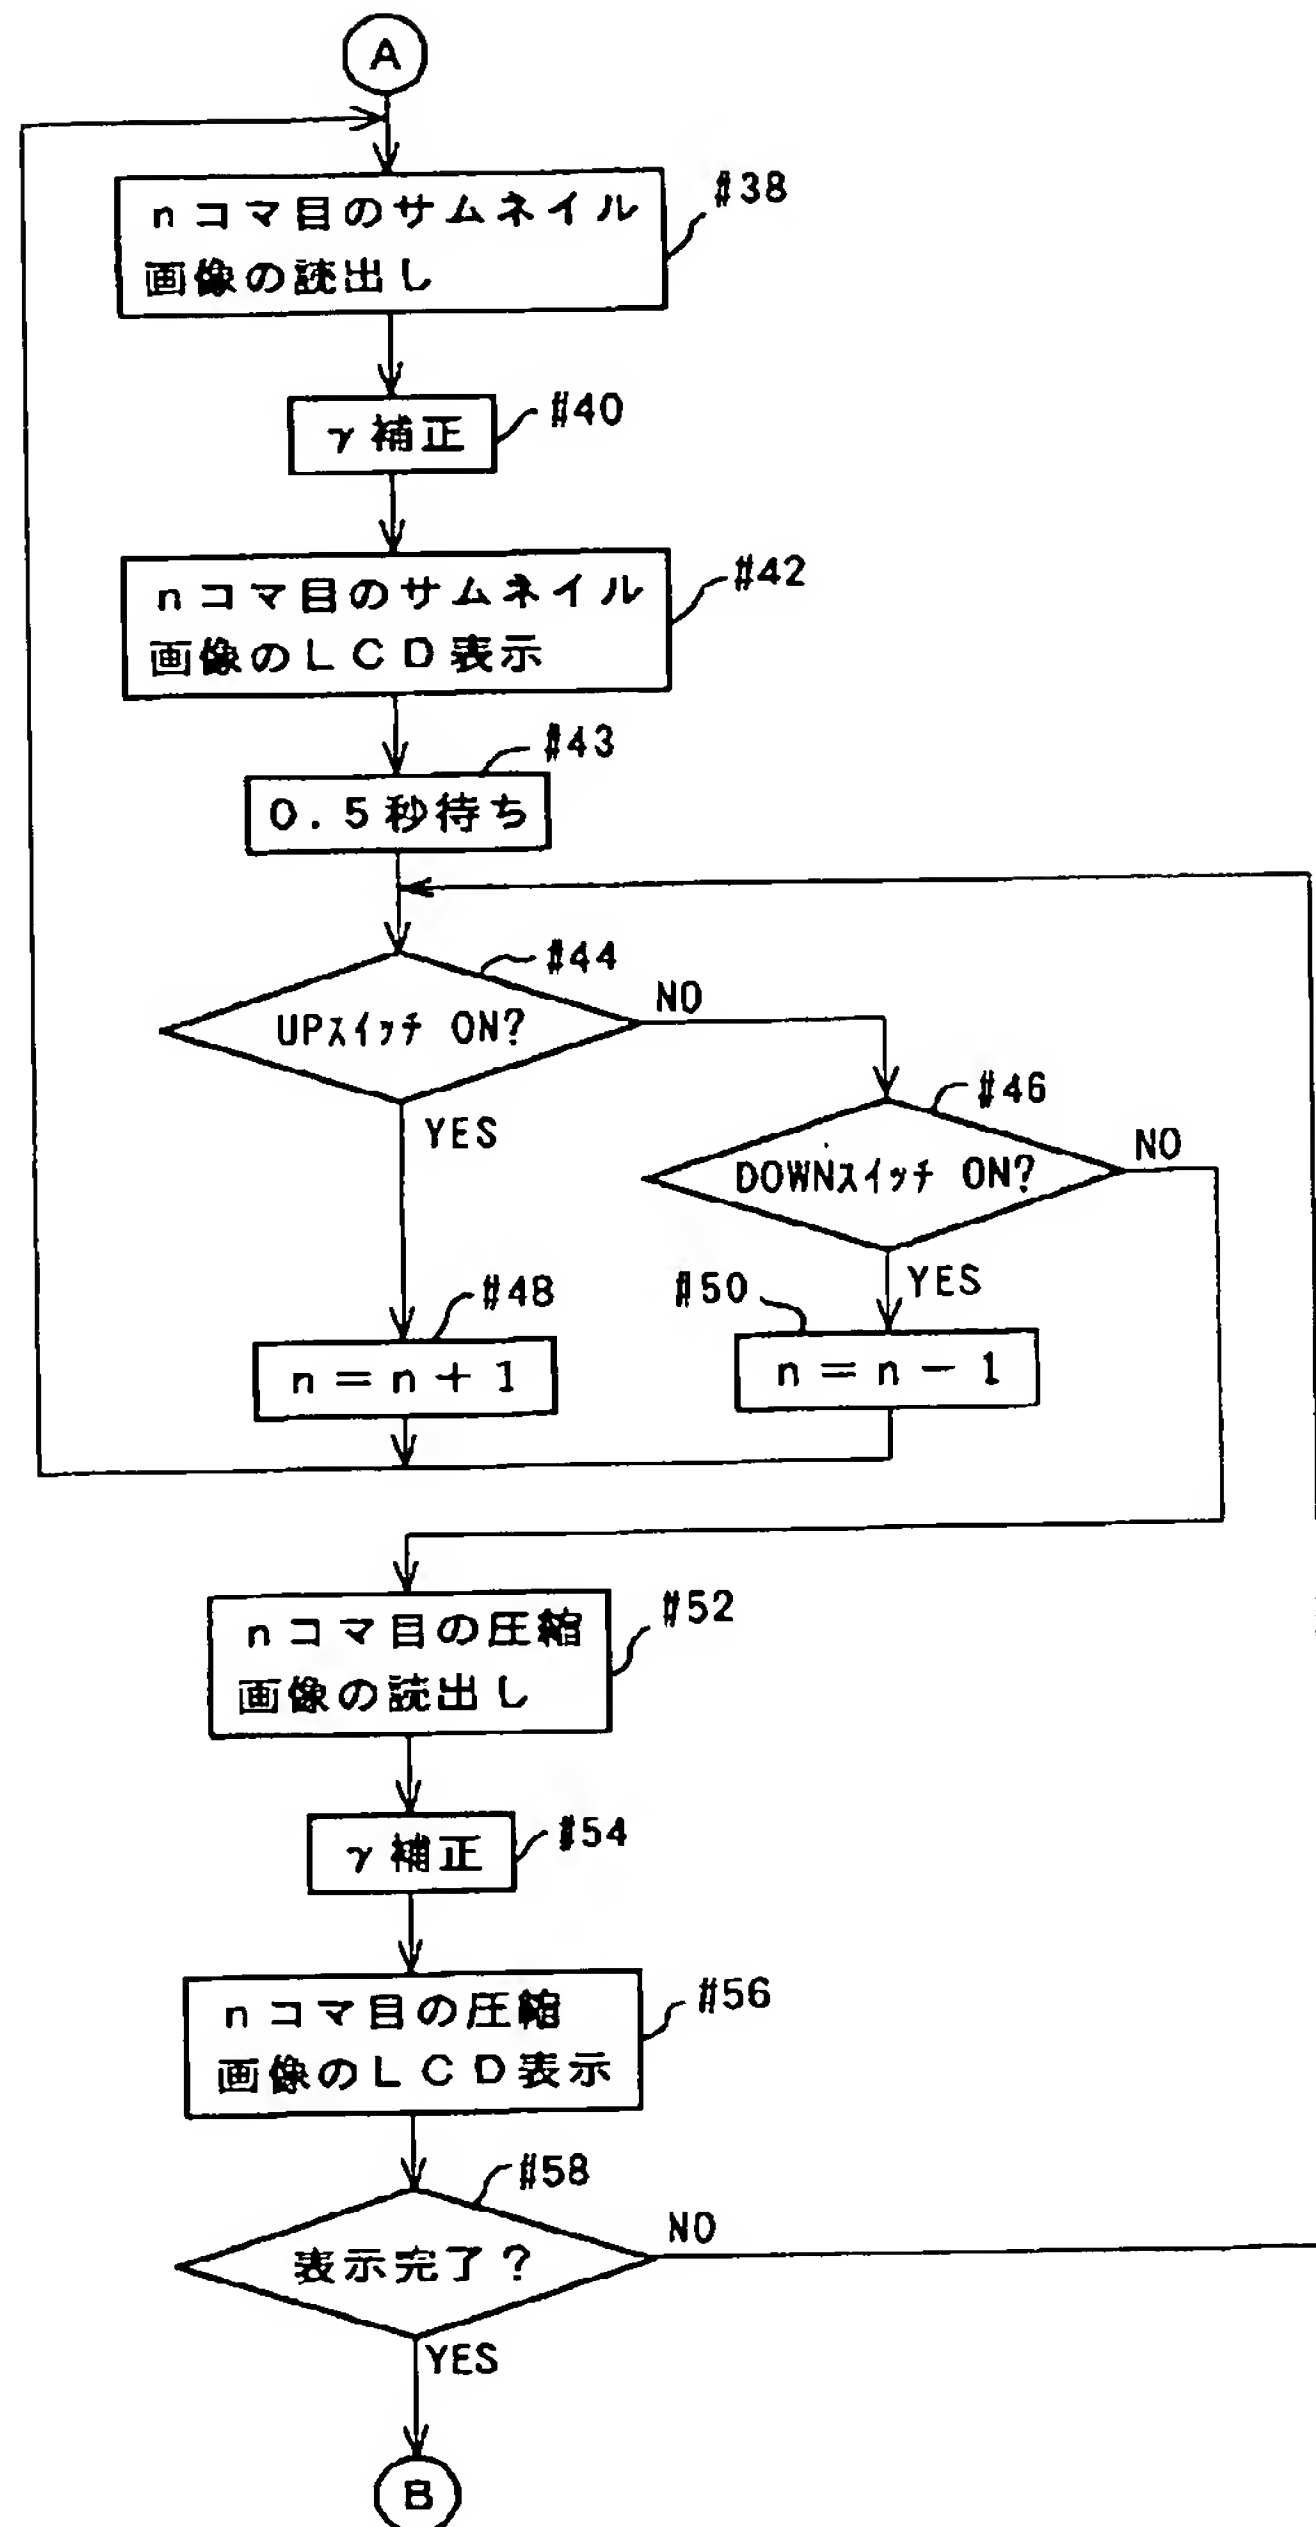 A
#38
nコマ目のサムネイル
画像の読出し
#40
γ補正
#42
nコマ目のサムネイル
画像のLCD表示
#43
0.5秒待ち
#44
UPスイッチ ON?
NO
YES
#46
DOWNスイッチ ON?
NO
YES
#48
n=n+1
#50
n=n-1
#52
nコマ目の圧縮
画像の読出し
#54
γ補正
#56
nコマ目の圧縮
画像のLCD表示
#58
表示完了?
NO
YES
B